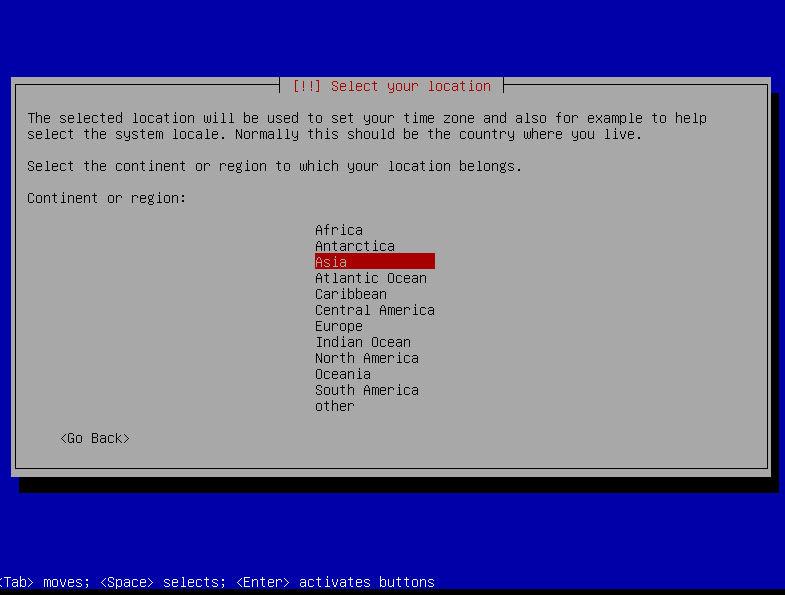 [!!] Select your location
The selected location will be used to set your time zone and also for example to help
select the system locale. Normally this should be the country where you live.
Select the continent or region to which your location belongs.
Continent or region:
Africa
Antarctica
Asia
Atlantic Ocean
Caribbean
Central America
Europe
Indian Ocean
North America
Oceania
South America
other
<Go Back>
<Tab> moves; <Space> selects; <Enter> activates buttons